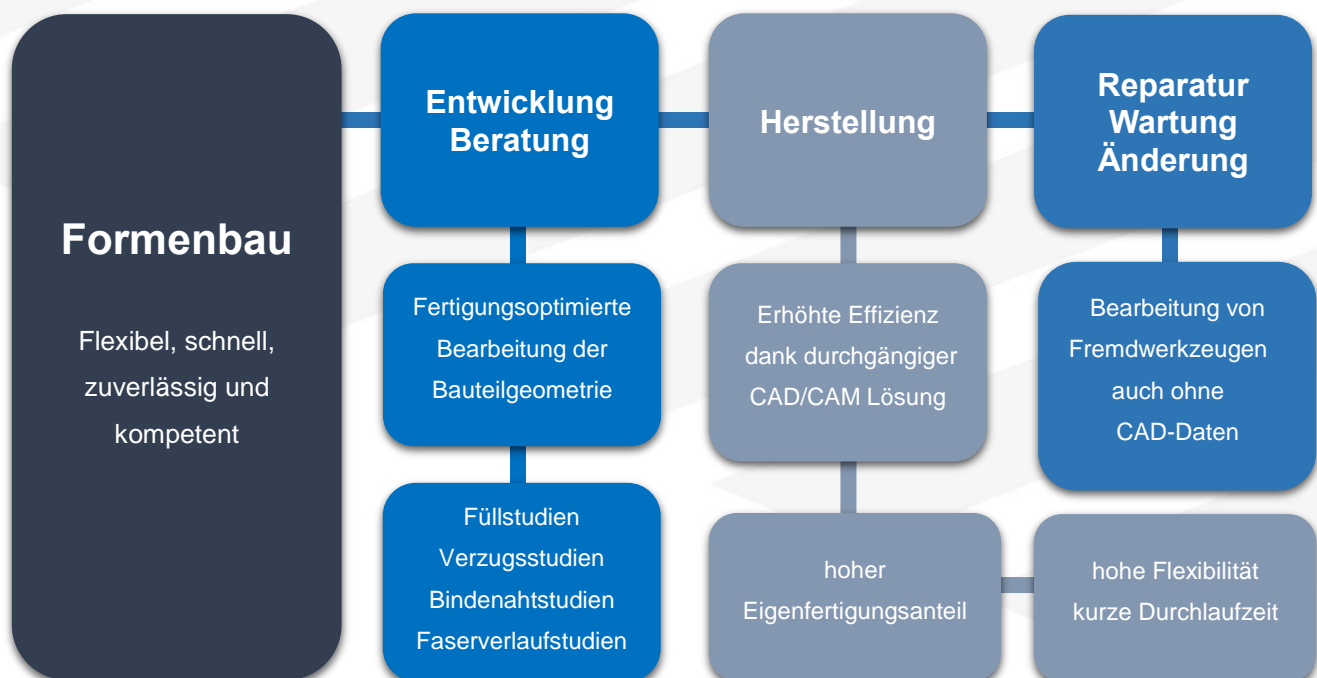 Formenbau
Flexibel, schnell,
zuverlässig und
kompetent
Entwicklung
Beratung
Fertigungsoptimierte
Bearbeitung der
Bauteilgeometrie
Füllstudien
Verzugsstudien
Bindenahtstudien
Faserverlaufstudien
Herstellung
Erhöhte Effizienz
dank durchgängiger
CAD/CAM Lösung
hoher
Eigenfertigungsanteil
hohe Flexibilität
kurze Durchlaufzeit
Reparatur
Wartung
Änderung
Bearbeitung von
Fremdwerkzeugen
auch ohne
CAD-Daten